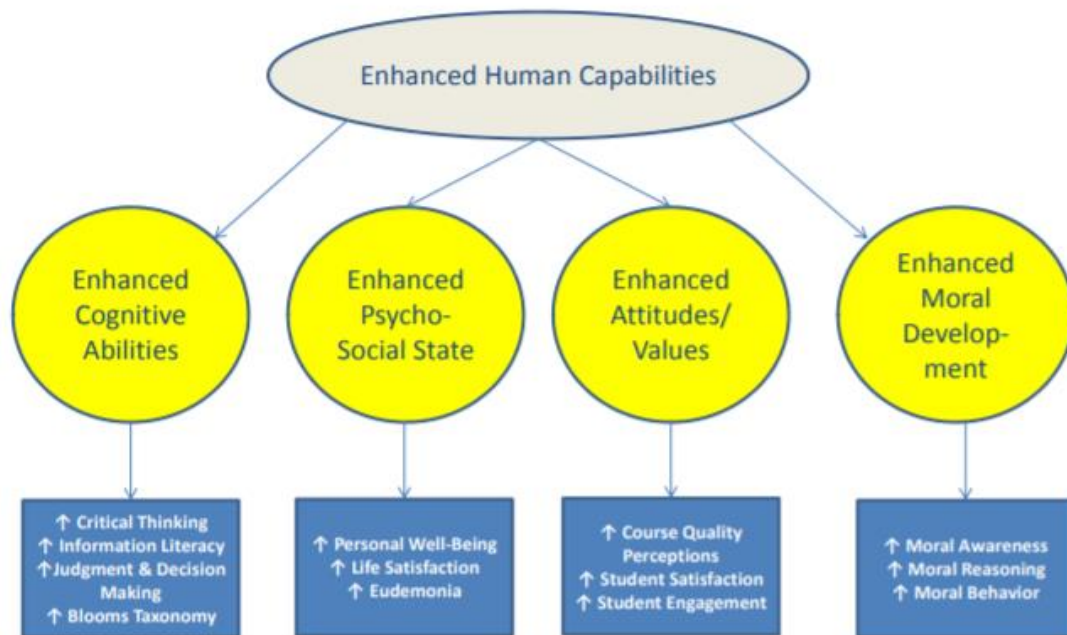 Enhanced Human Capabilities
Enhanced
Cognitive
Abilities
Enhanced
Psycho-
Social State
Enhanced
Attitudes/
Values
Enhanced
Moral
Develop-
ment
↑ Critical Thinking
↑ Information Literacy
↑Judgment & Decision
Making
↑ Blooms Taxonomy
↑ Personal Well-Being
↑ Life Satisfaction
↑ Eudemonia
↑ Course Quality
Perceptions
↑ Student Satisfaction
↑ Student Engagement
↑ Moral Awareness
↑ Moral Reasoning
↑ Moral Behavior